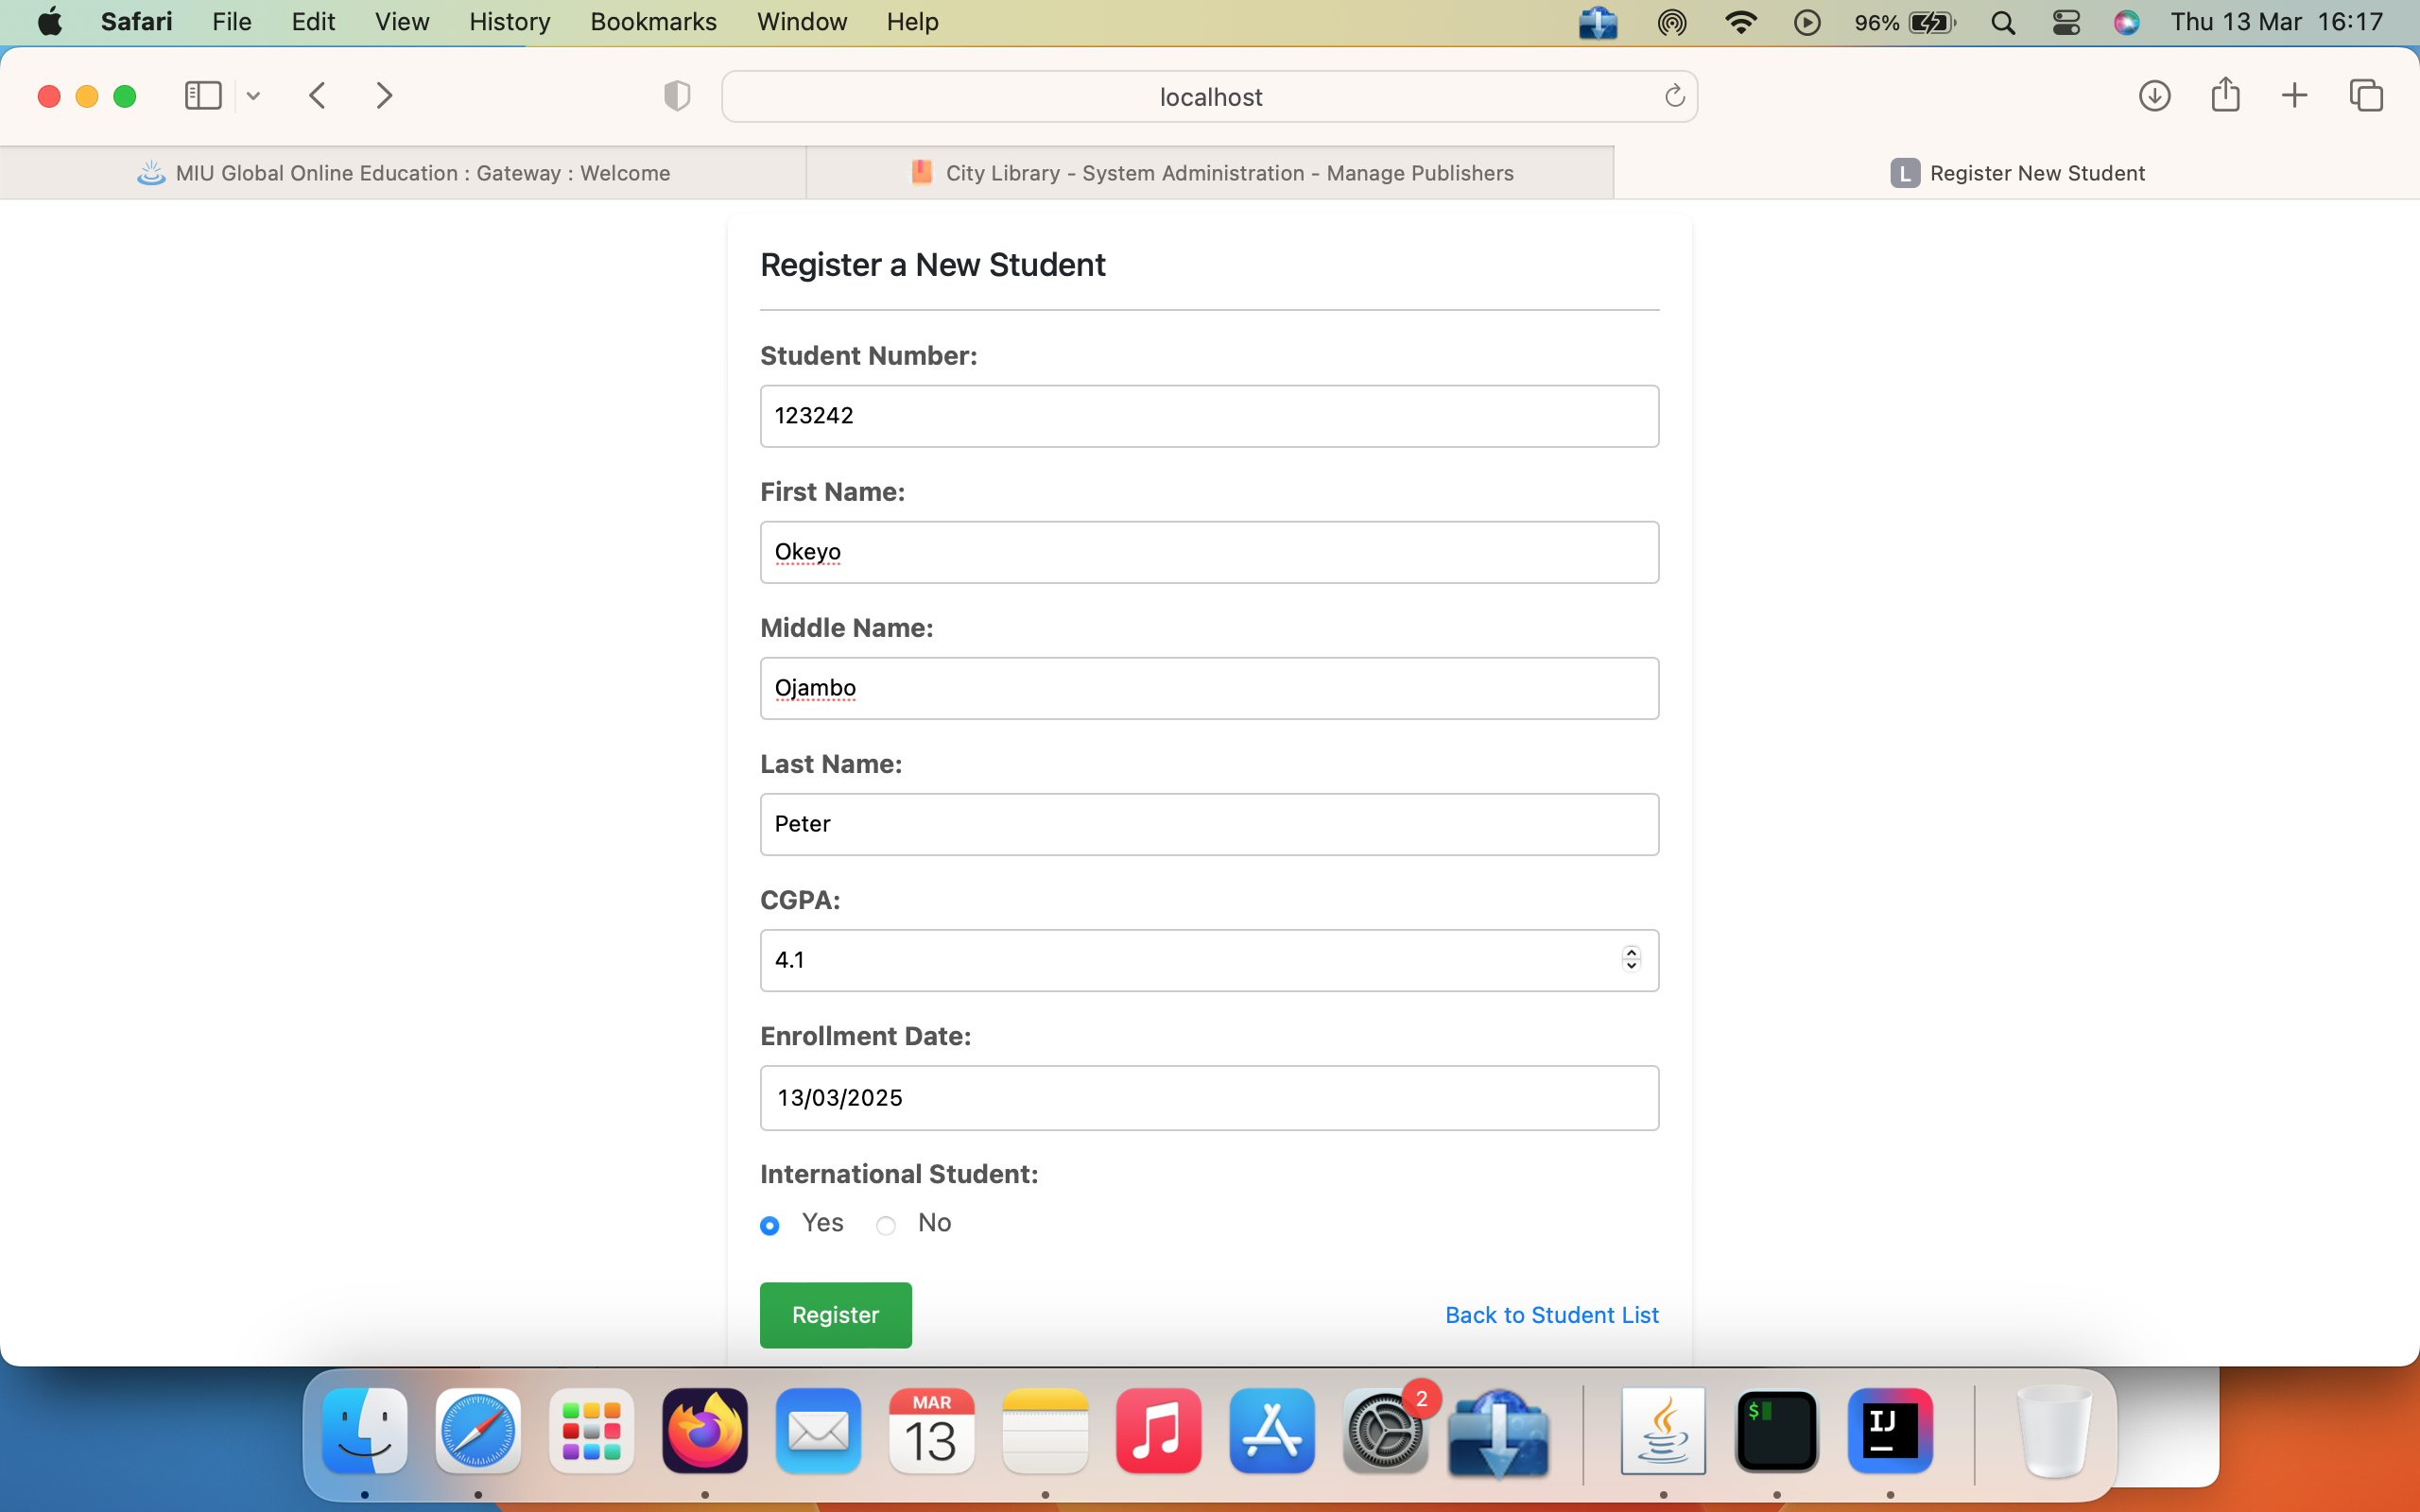 Safari File Edit View History Bookmarks Window Help 96% Thu 13 Mar 16:17
localhost
MIU Global Online Education : Gateway : Welcome
City Library - System Administration - Manage Publishers
L Register New Student
Register a New Student
Student Number:
123242
First Name:
Okeyo
Middle Name:
Ojambo
Last Name:
Peter
CGPA:
4.1
Enrollment Date:
13/03/2025
International Student:
Yes No
Register Back to Student List
MAR
13
2
$
IJ